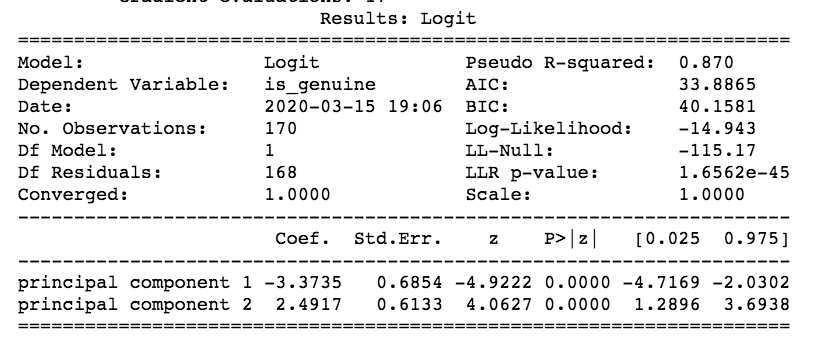 Gradient evaluations: 17
Results: Logit
=====================================================================
Model: Logit Pseudo R-squared: 0.870
Dependent Variable: is_genuine AIC: 33.8865
Date: 2020-03-15 19:06 BIC: 40.1581
No. Observations: 170 Log-Likelihood: -14.943
Df Model: 1 LL-Null: -115.17
Df Residuals: 168 LLR p-value: 1.6562e-45
Converged: 1.0000 Scale: 1.0000
---------------------------------------------------------------------
Coef. Std.Err. z P>|z| [0.025 0.975]
---------------------------------------------------------------------
principal component 1 -3.3735 0.6854 -4.9222 0.0000 -4.7169 -2.0302
principal component 2 2.4917 0.6133 4.0627 0.0000 1.2896 3.6938
=====================================================================